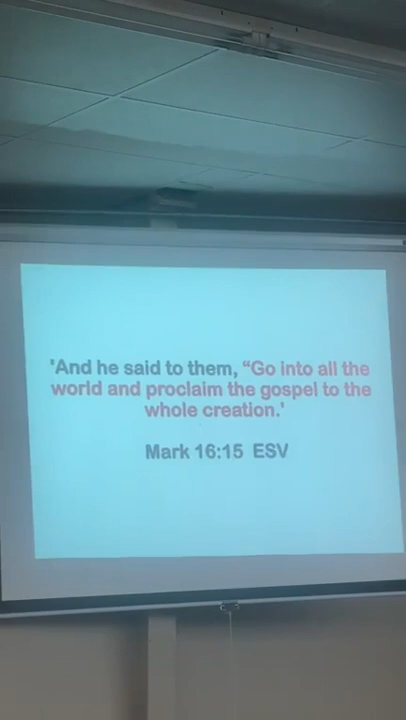 'And he said to them, “Go into all the
world and proclaim the gospel to the
whole creation.'
Mark 16:15 ESV